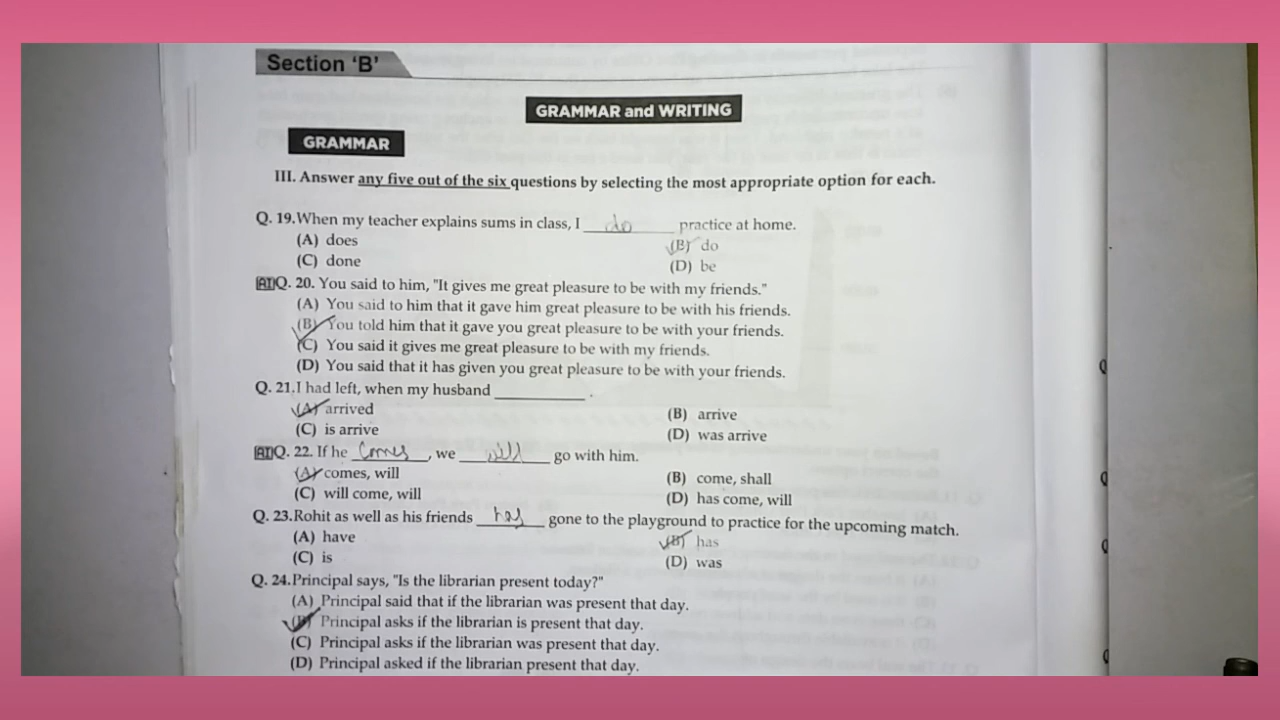 Section ‘B’
GRAMMAR and WRITING
GRAMMAR
III. Answer any five out of the six questions by selecting the most appropriate option for each.
Q. 19. When my teacher explains sums in class, I do practice at home.
(A) does (B) do
(C) done (D) be
AI Q. 20. You said to him, "It gives me great pleasure to be with my friends."
(A) You said to him that it gave him great pleasure to be with his friends.
(B) You told him that it gave you great pleasure to be with your friends.
(C) You said it gives me great pleasure to be with my friends.
(D) You said that it has given you great pleasure to be with your friends.
Q. 21. I had left, when my husband ________ .
(A) arrived (B) arrive
(C) is arrive (D) was arrive
AI Q. 22. If he comes, we will go with him.
(A) comes, will (B) come, shall
(C) will come, will (D) has come, will
Q. 23. Rohit as well as his friends has gone to the playground to practice for the upcoming match.
(A) have (B) has
(C) is (D) was
Q. 24. Principal says, "Is the librarian present today?"
(A) Principal said that if the librarian was present that day.
(B) Principal asks if the librarian is present that day.
(C) Principal asks if the librarian was present that day.
(D) Principal asked if the librarian present that day.